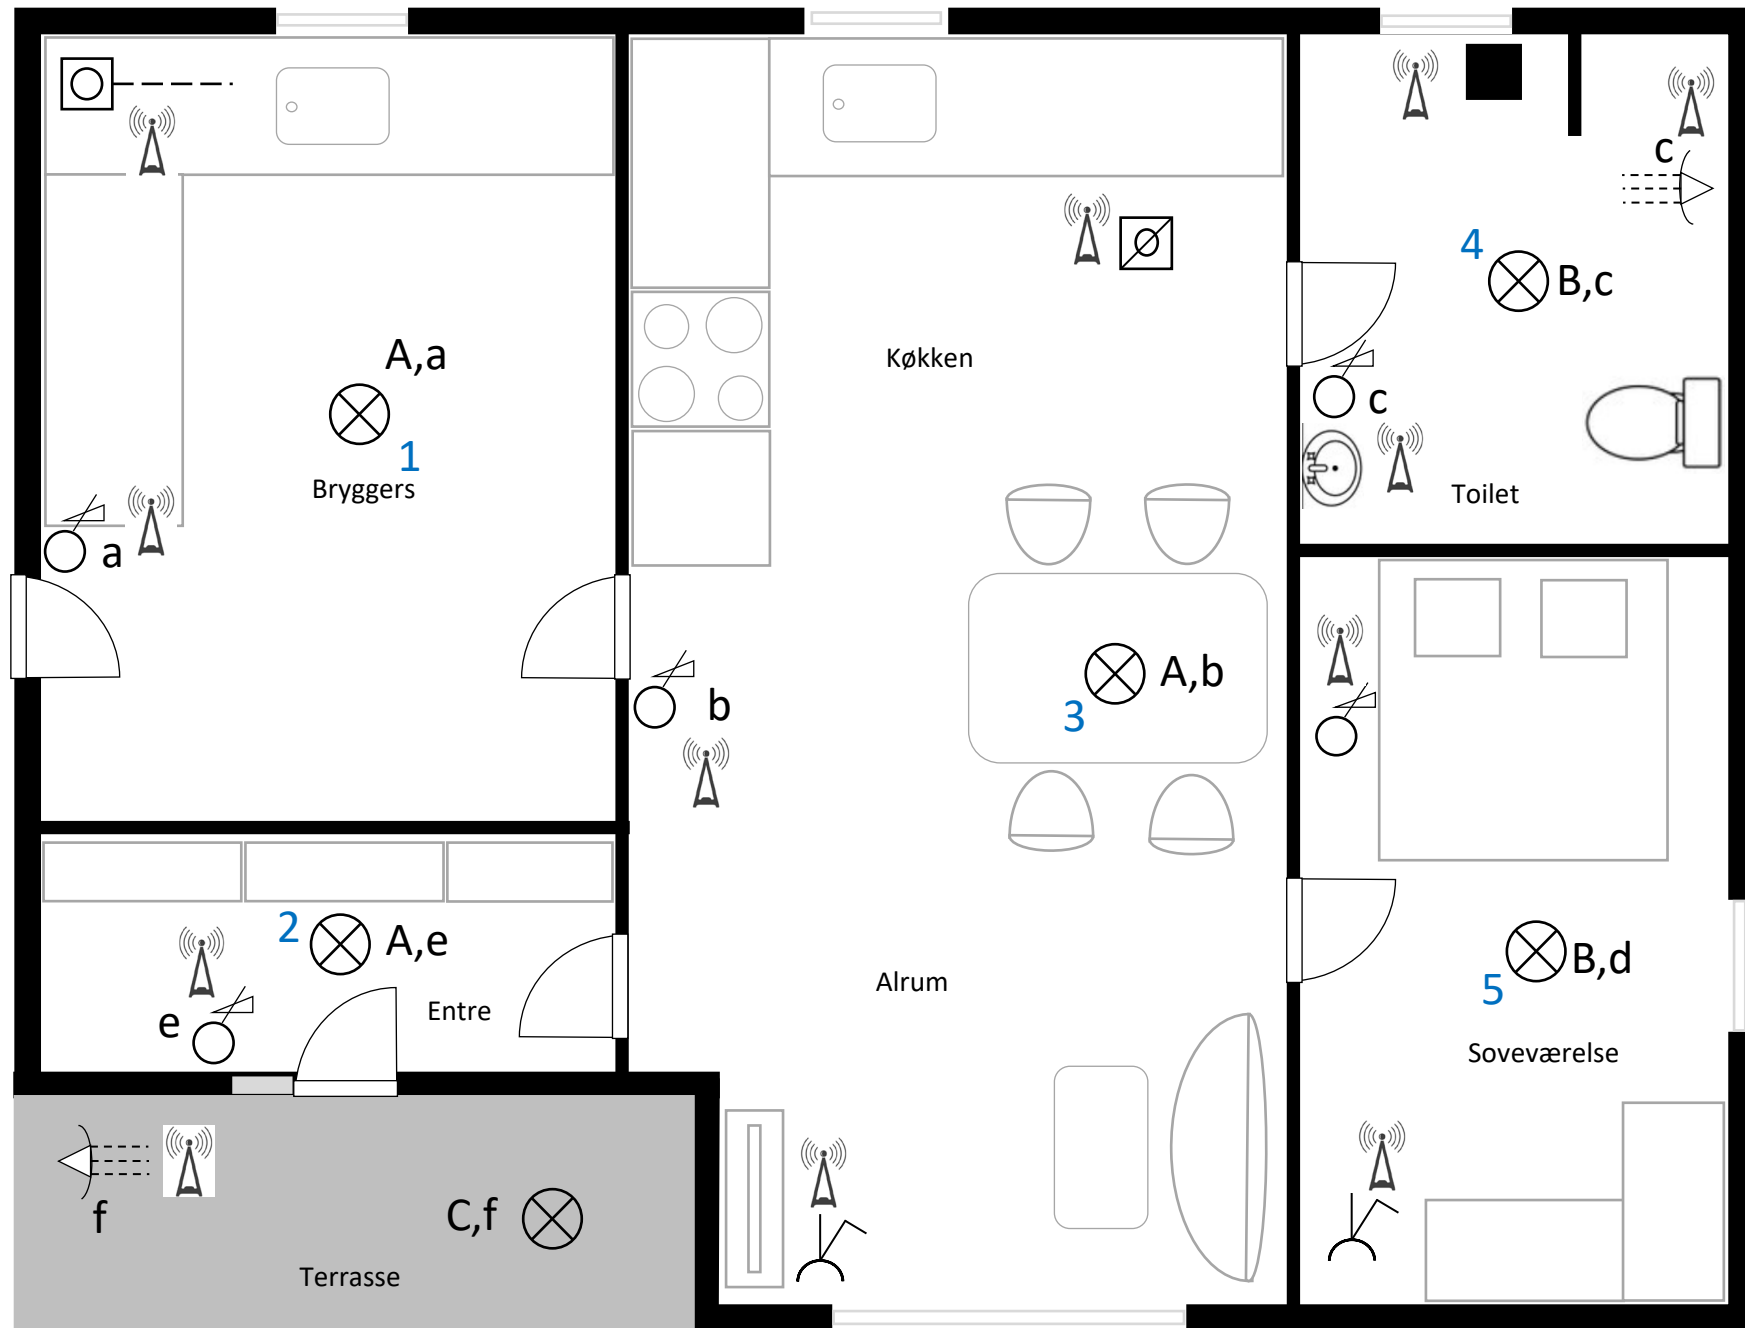 c
4
B,c
A,a
Køkken
c
1
Bryggers
Toilet
a
A,b
b
3
2
A,e
B,d
Alrum
5
Entre
e
Soveværelse
f
C,f
Terrasse